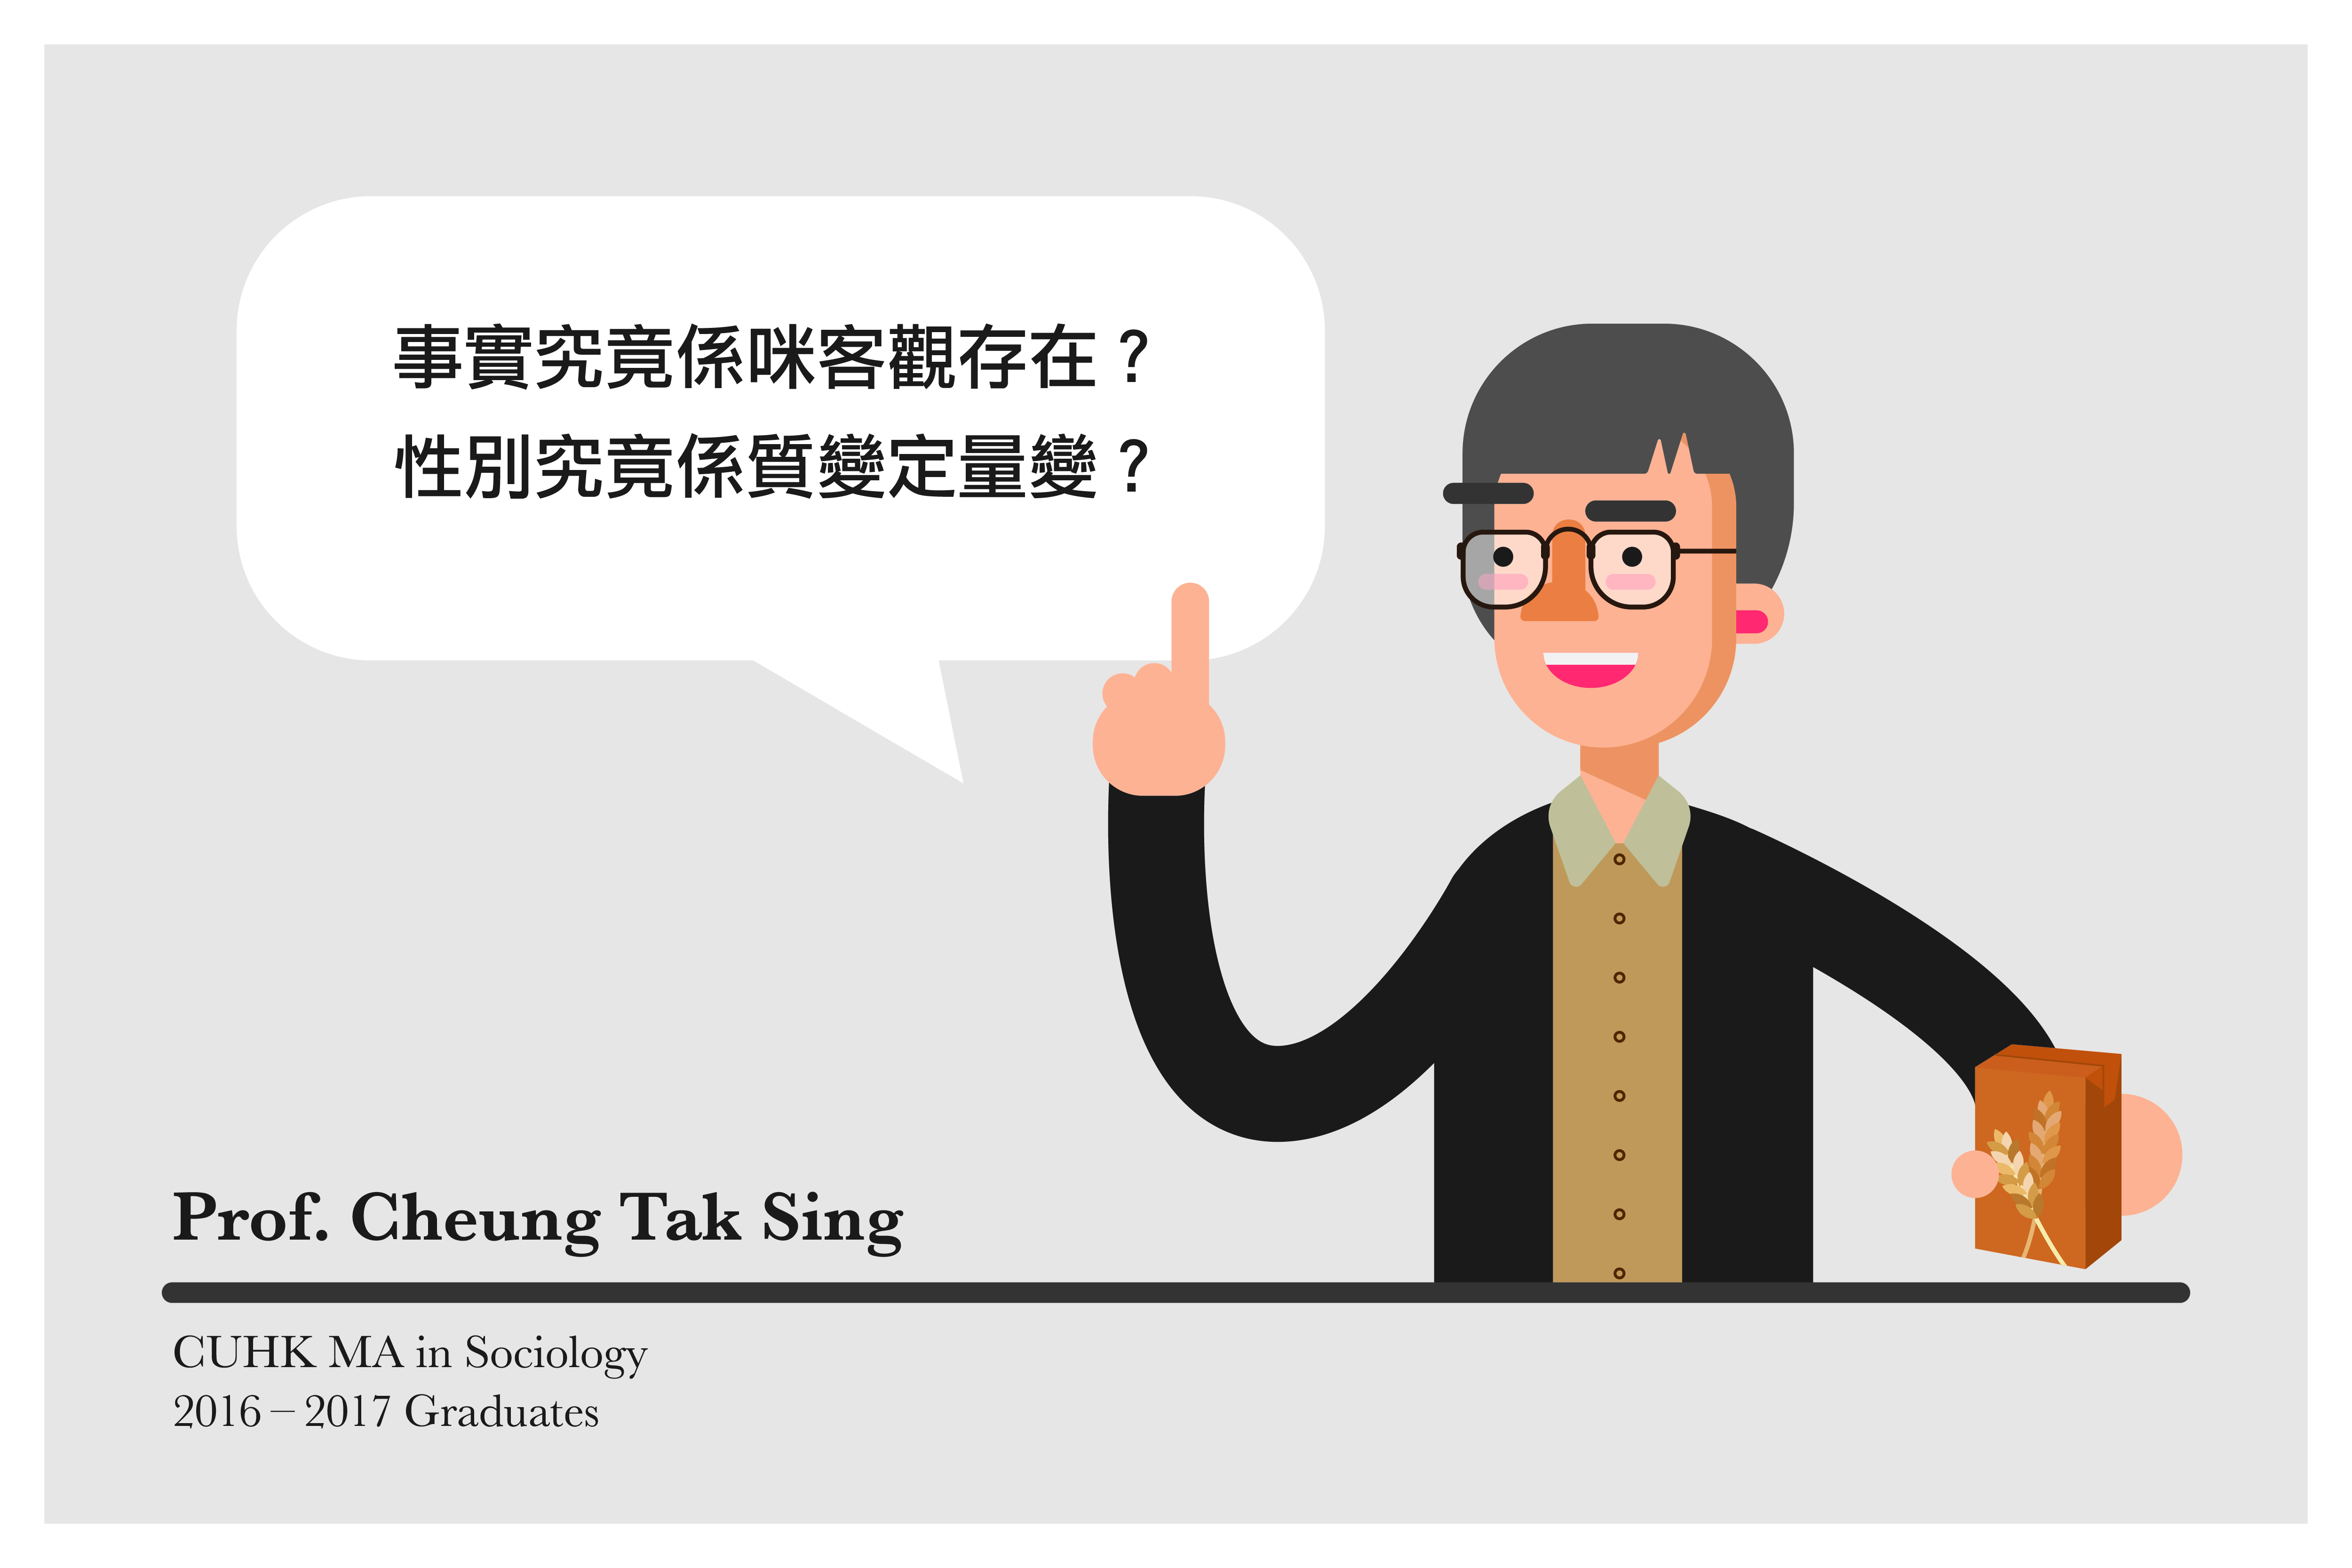 事實究竟係咪客觀存在？
性別究竟係質變定量變？
Prof. Cheung Tak Sing
CUHK MA in Sociology
2016 – 2017 Graduates